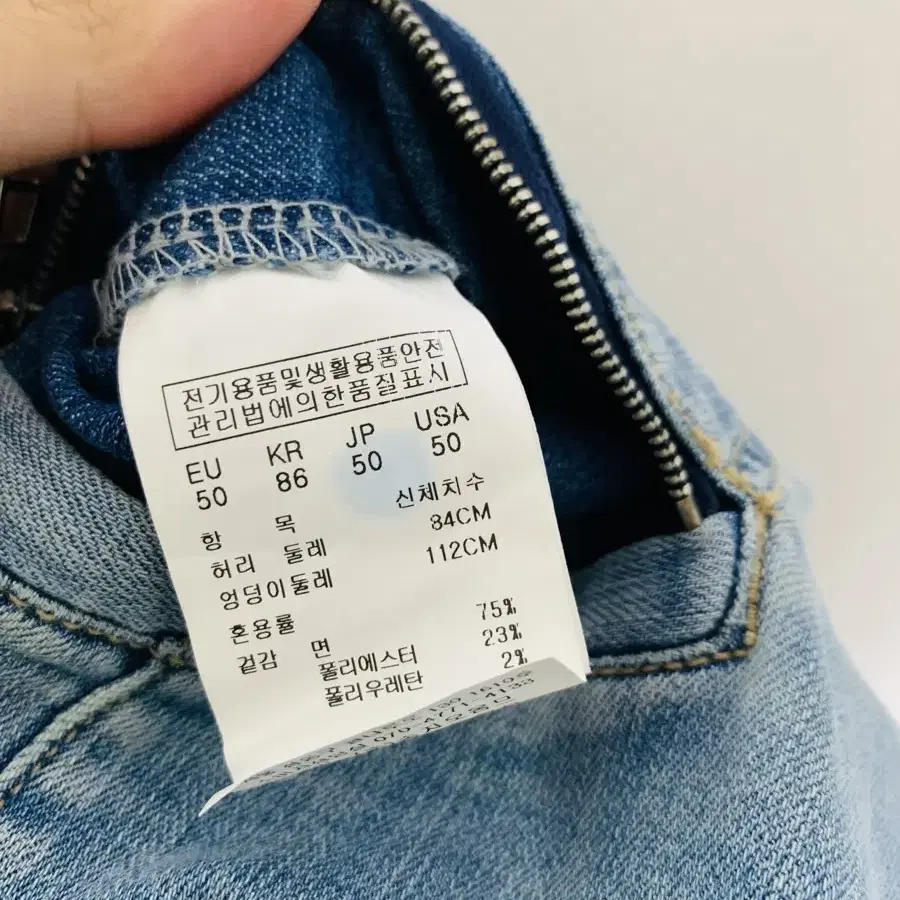 전기용품및생활용품안전
관리법에의한품질표시
EU KR JP USA
50 86 50 50
항 목 신체치수
허리 둘레 84CM
엉덩이둘레 112CM
혼용률
겉감 면 75%
폴리에스터 23%
폴리우레탄 2%